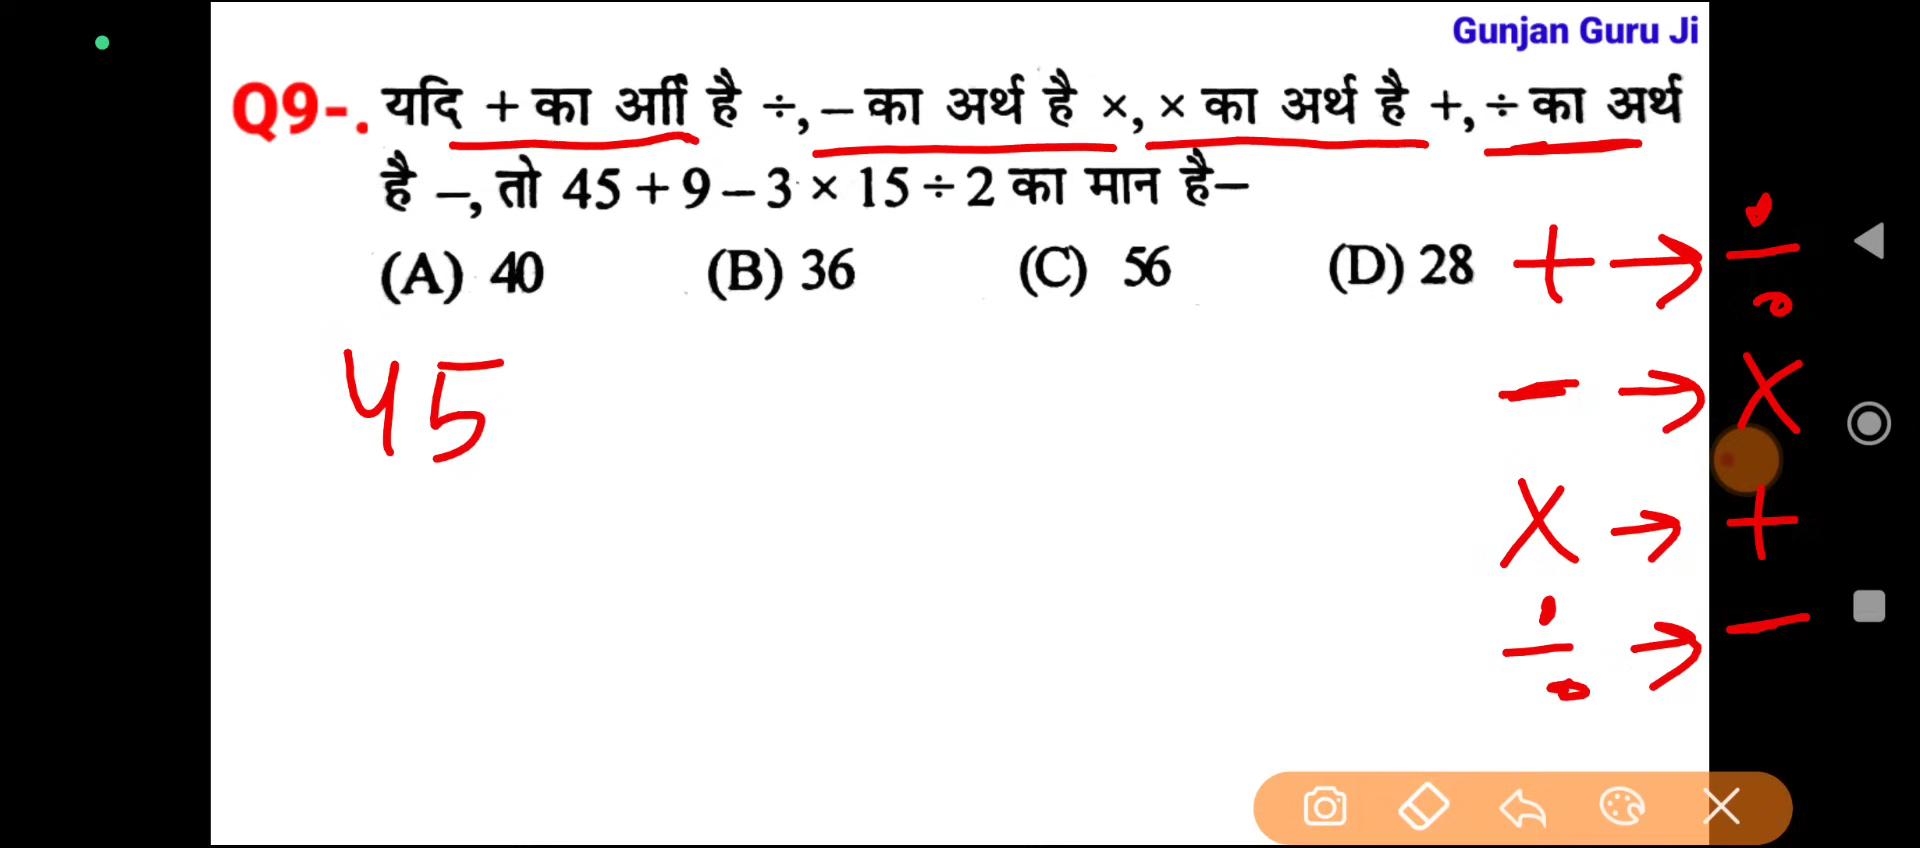 Gunjan Guru Ji
Q9-. यदि + का अर्ाी है ÷, – का अर्थ है ×, × का अर्थ है +, ÷ का अर्थ
है –, तो 45 + 9 – 3 × 15 ÷ 2 का मान है–
(A) 40 (B) 36 (C) 56 (D) 28
+ → ÷
45
– → ×
× → +
÷ → –